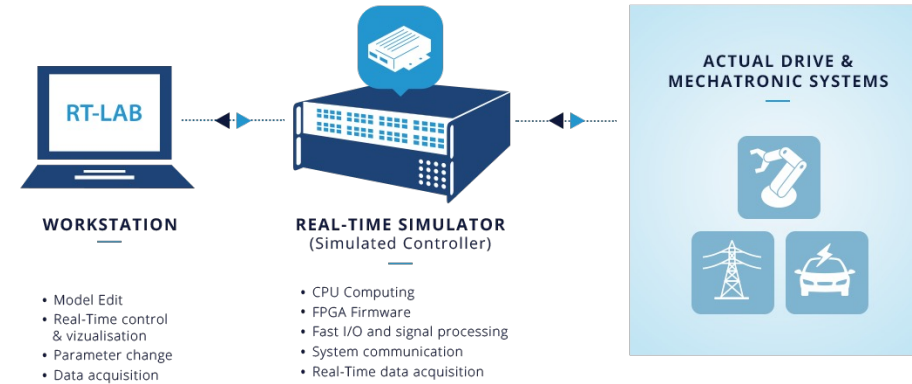 RT-LAB
WORKSTATION
• Model Edit
• Real-Time control
& vizualisation
• Parameter change
• Data acquisition
REAL-TIME SIMULATOR
(Simulated Controller)
• CPU Computing
• FPGA Firmware
• Fast I/O and signal processing
• System communication
• Real-Time data acquisition
ACTUAL DRIVE &
MECHATRONIC SYSTEMS